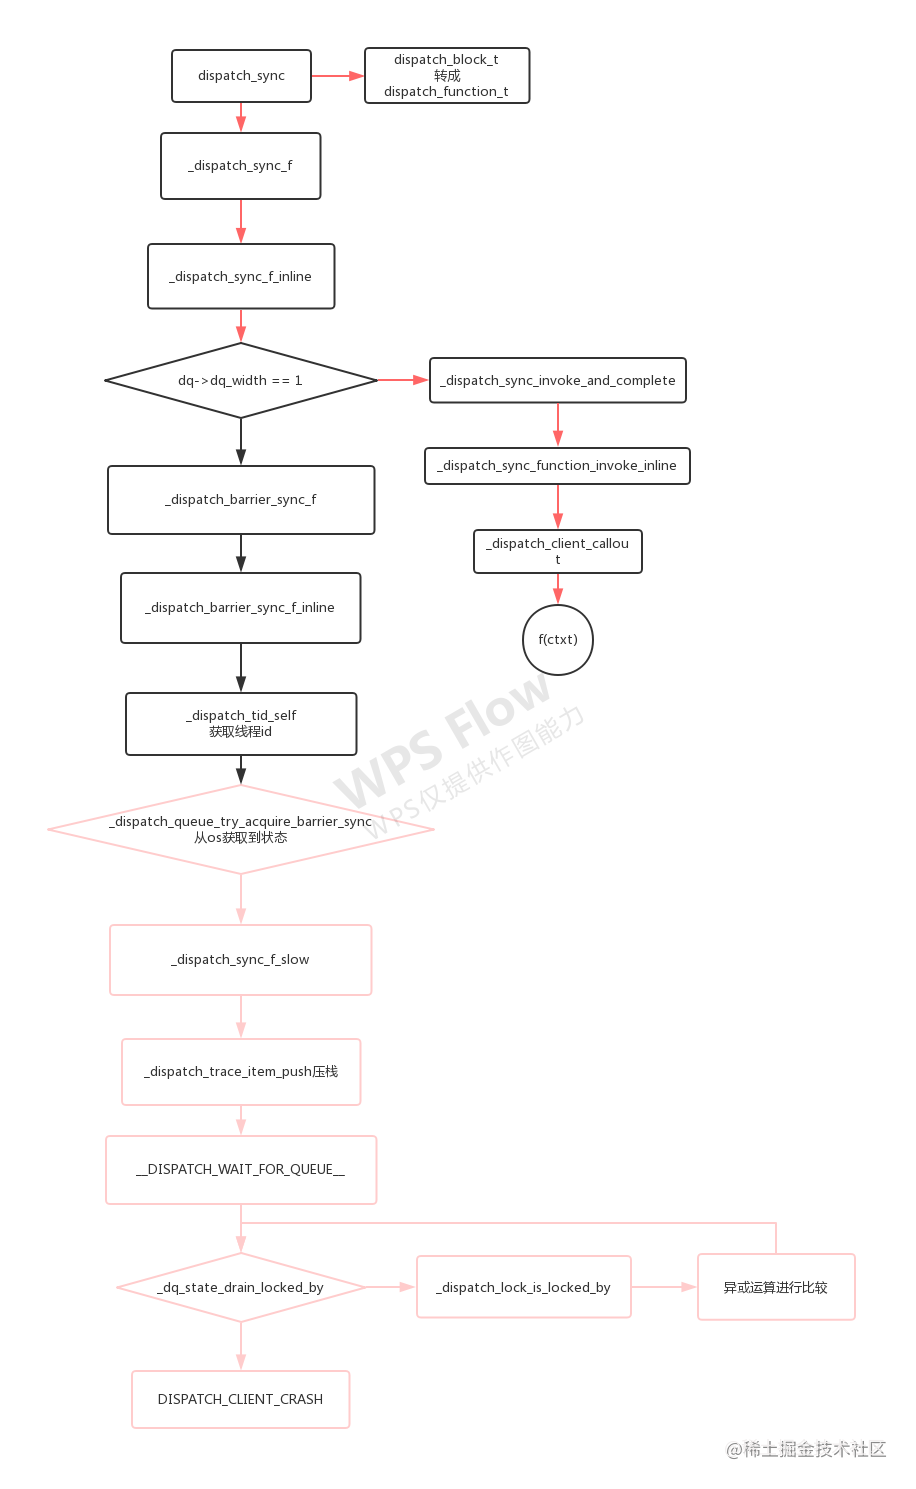 dispatch_sync
dispatch_block_t
转成
dispatch_function_t
_dispatch_sync_f
_dispatch_sync_f_inline
dq->dq_width == 1
_dispatch_sync_invoke_and_complete
_dispatch_barrier_sync_f
_dispatch_sync_function_invoke_inline
_dispatch_client_callou
t
_dispatch_barrier_sync_f_inline
f(ctxt)
_dispatch_tid_self
获取线程id
WPS Flow
WPS仅提供作图能力
_dispatch_queue_try_acquire_barrier_sync
从os获取到状态
_dispatch_sync_f_slow
_dispatch_trace_item_push压栈
__DISPATCH_WAIT_FOR_QUEUE__
_dq_state_drain_locked_by
_dispatch_lock_is_locked_by
异或运算进行比较
DISPATCH_CLIENT_CRASH
@稀土掘金技术社区